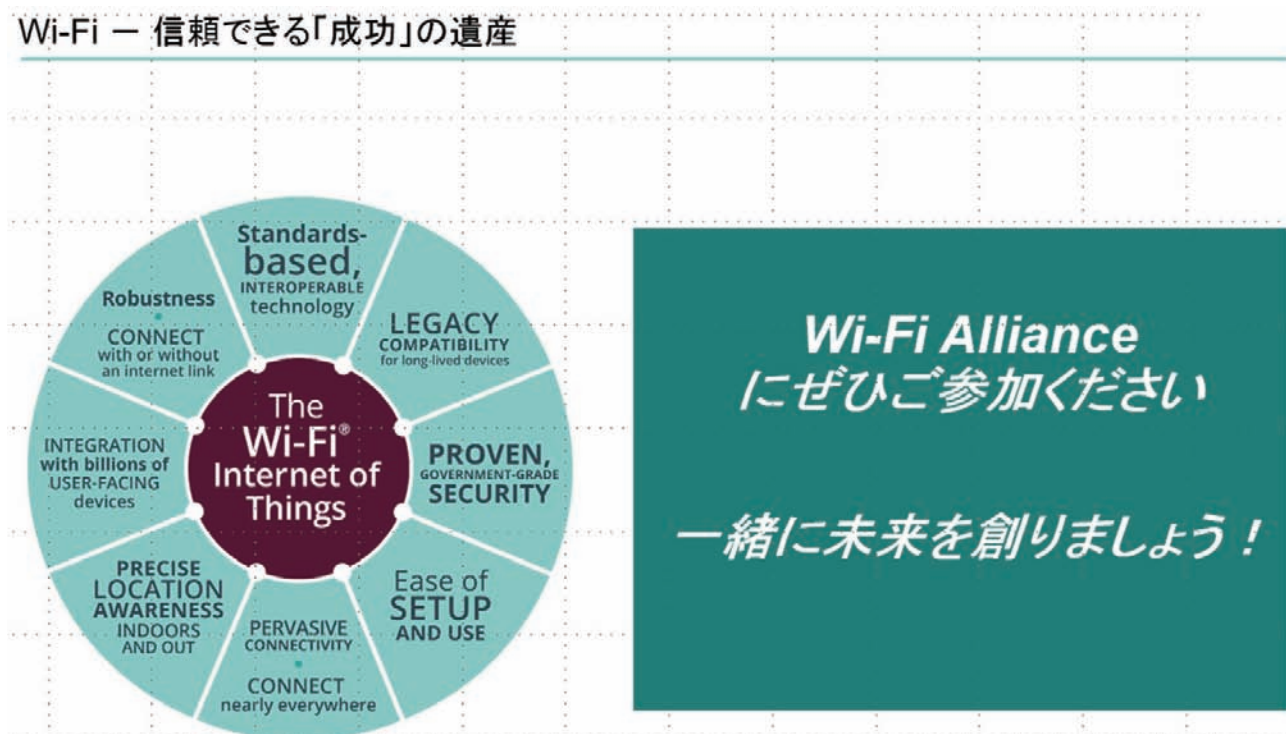 Wi-Fi － 信頼できる「成功」の遺産
Standards-
based,
INTEROPERABLE
technology
LEGACY
COMPATIBILITY
for long-lived devices
PROVEN,
GOVERNMENT-GRADE
SECURITY
Ease of
SETUP
AND USE
PERVASIVE
CONNECTIVITY
CONNECT
nearly everywhere
PRECISE
LOCATION
AWARENESS
INDOORS
AND OUT
INTEGRATION
with billions of
USER-FACING
devices
Robustness
CONNECT
with or without
an internet link
The
Wi-Fi®
Internet of
Things
Wi-Fi Alliance
にぜひご参加ください
一緒に未来を創りましょう！